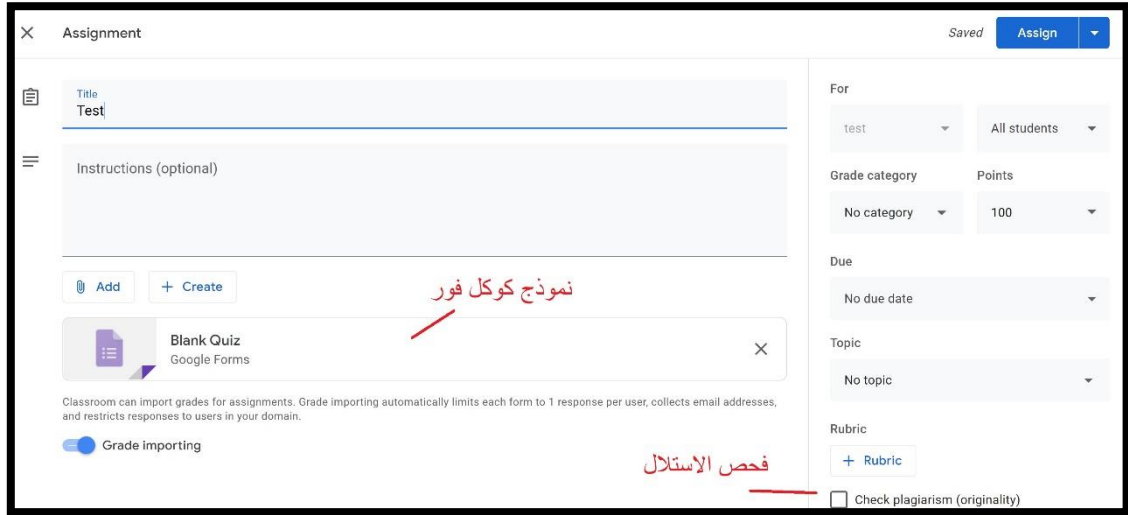 Assignment
Saved
Assign
Title
Test
Instructions (optional)
Add
+ Create
نموذج كوكل فور
Blank Quiz
Google Forms
Classroom can import grades for assignments. Grade importing automatically limits each form to 1 response per user, collects email addresses,
and restricts responses to users in your domain.
Grade importing
فحص الاستلال
For
test
All students
Grade category
Points
No category
100
Due
No due date
Topic
No topic
Rubric
+ Rubric
Check plagiarism (originality)